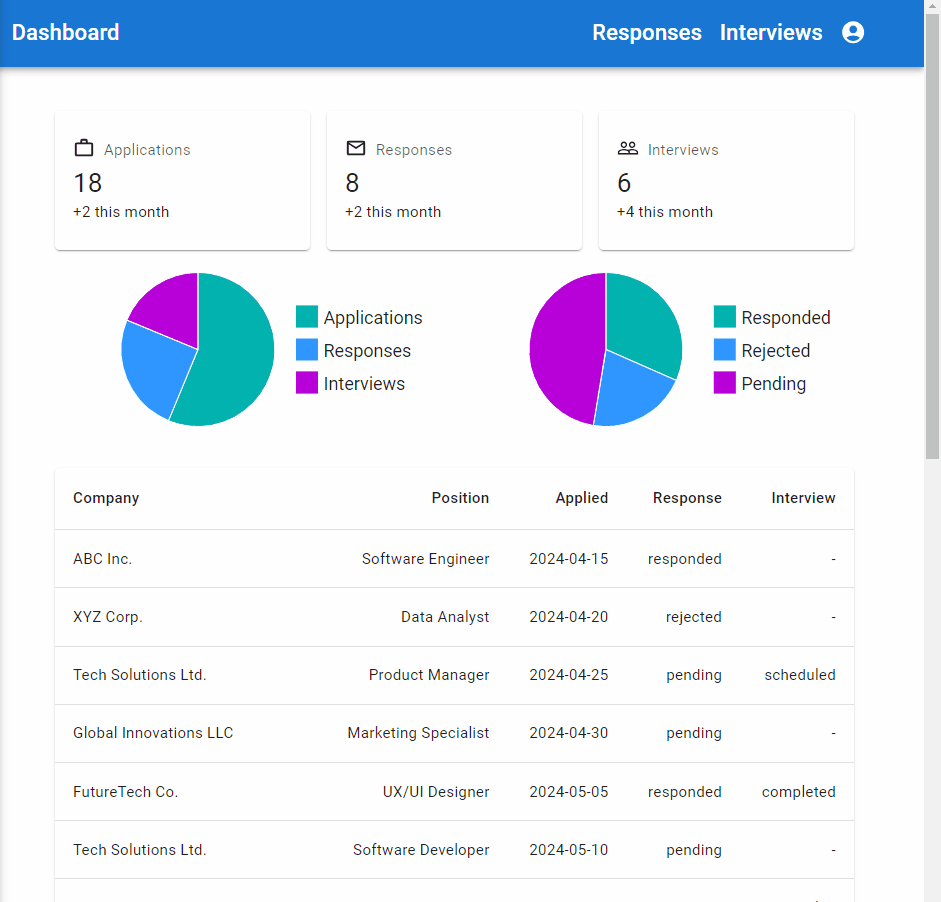 Dashboard Responses Interviews
Applications Responses Interviews
18 8 6
+2 this month +2 this month +4 this month
Applications Responded
Responses Rejected
Interviews Pending
Company Position Applied Response Interview
ABC Inc. Software Engineer 2024-04-15 responded -
XYZ Corp. Data Analyst 2024-04-20 rejected -
Tech Solutions Ltd. Product Manager 2024-04-25 pending scheduled
Global Innovations LLC Marketing Specialist 2024-04-30 pending -
FutureTech Co. UX/UI Designer 2024-05-05 responded completed
Tech Solutions Ltd. Software Developer 2024-05-10 pending -